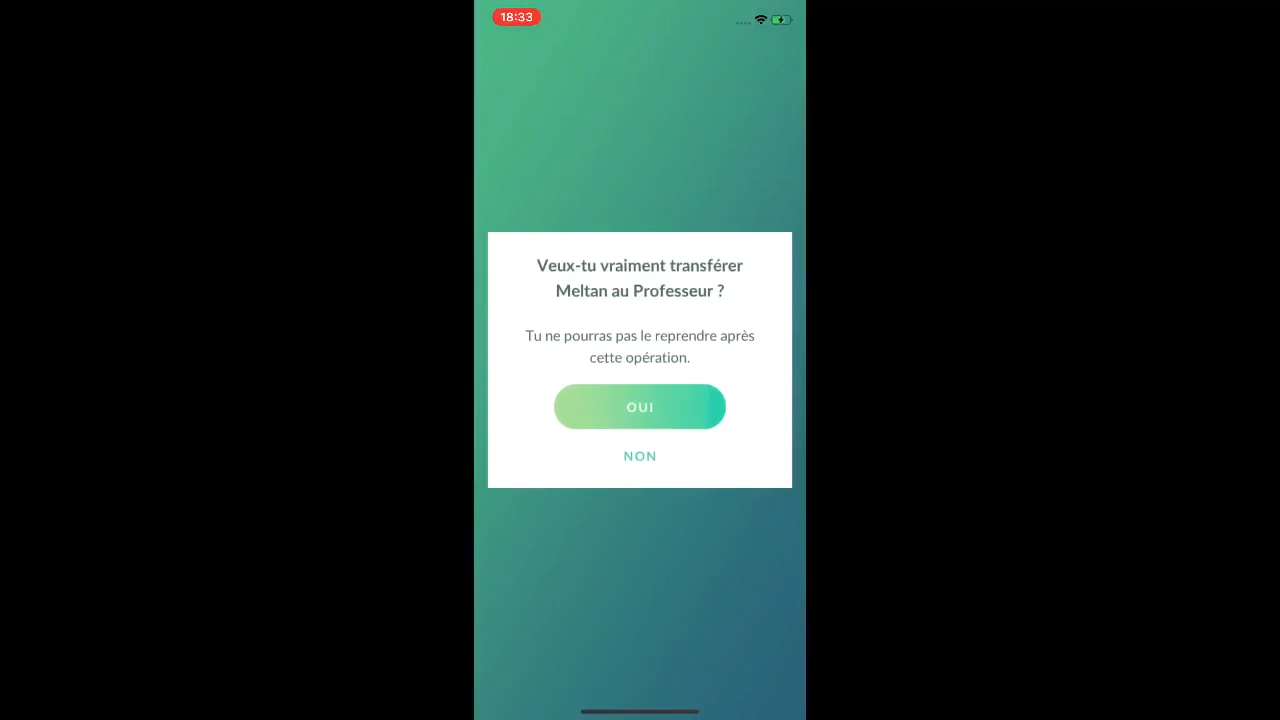 18:33
Veux-tu vraiment transférer
Meltan au Professeur ?
Tu ne pourras pas le reprendre après
cette opération.
OUI
NON